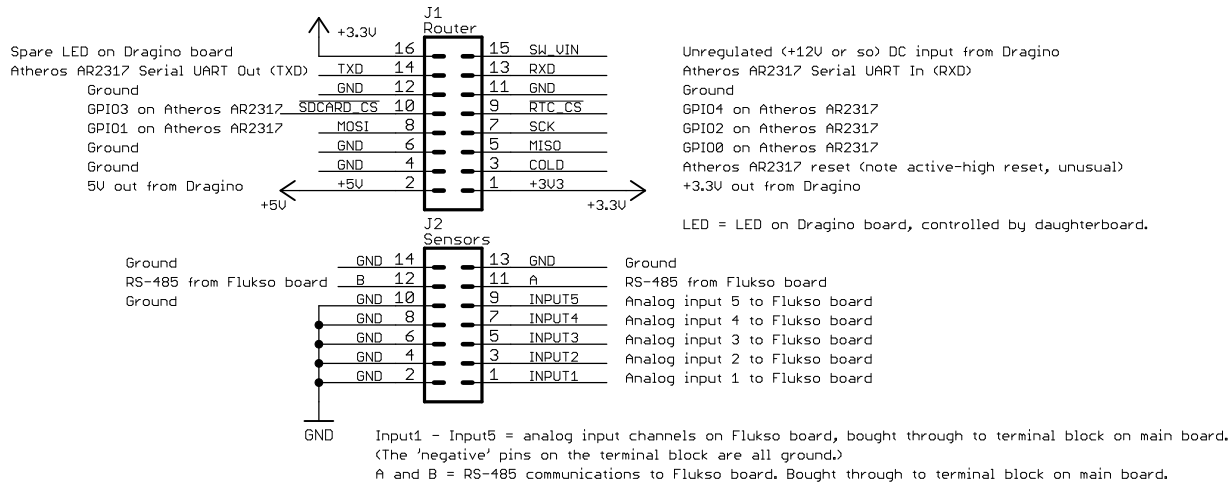 J1
Router
+3.3V
Spare LED on Dragino board 16 15 SW_VIN Unregulated (+12V or so) DC input from Dragino
Atheros AR2317 Serial UART Out (TXD) TXD 14 13 RXD Atheros AR2317 Serial UART In (RXD)
Ground GND 12 11 GND Ground
GPIO3 on Atheros AR2317 SDCARD_CS 10 9 RTC_CS GPIO4 on Atheros AR2317
GPIO1 on Atheros AR2317 MOSI 8 7 SCK GPIO2 on Atheros AR2317
Ground GND 6 5 MISO GPIO0 on Atheros AR2317
Ground GND 4 3 COLD Atheros AR2317 reset (note active-high reset, unusual)
5V out from Dragino +5V 2 1 +3V3 +3.3V out from Dragino
+5V +3.3V
LED = LED on Dragino board, controlled by daughterboard.
J2
Sensors
Ground GND 14 13 GND Ground
RS-485 from Flukso board B 12 11 A RS-485 from Flukso board
Ground GND 10 9 INPUT5 Analog input 5 to Flukso board
GND 8 7 INPUT4 Analog input 4 to Flukso board
GND 6 5 INPUT3 Analog input 3 to Flukso board
GND 4 3 INPUT2 Analog input 2 to Flukso board
GND 2 1 INPUT1 Analog input 1 to Flukso board
GND
Input1 - Input5 = analog input channels on Flukso board, bought through to terminal block on main board.
(The 'negative' pins on the terminal block are all ground.)
A and B = RS-485 communications to Flukso board. Bought through to terminal block on main board.